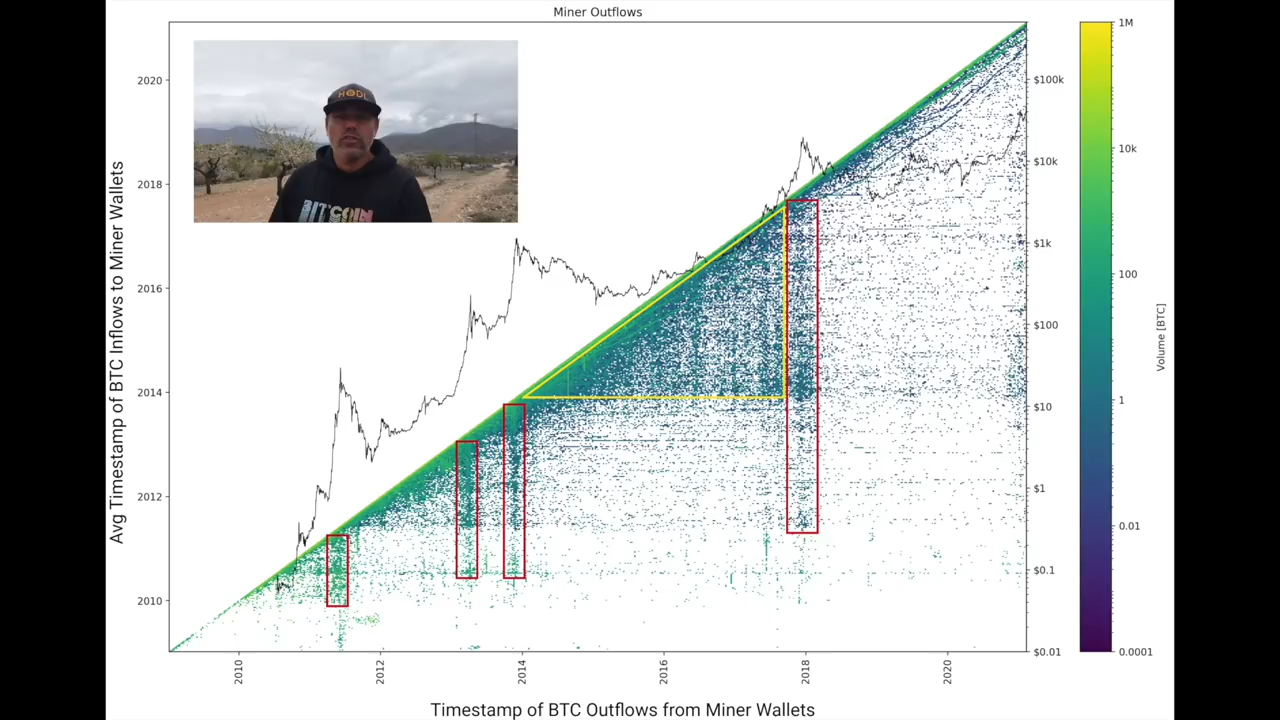 Miner Outflows
HODL
BITCOIN
Avg Timestamp of BTC Inflows to Miner Wallets
2020
2018
2016
2014
2012
2010
$100k
$10k
$1k
$100
$10
$1
$0.1
$0.01
1M
10k
100
1
0.01
0.0001
Volume [BTC]
2010
2012
2014
2016
2018
2020
Timestamp of BTC Outflows from Miner Wallets